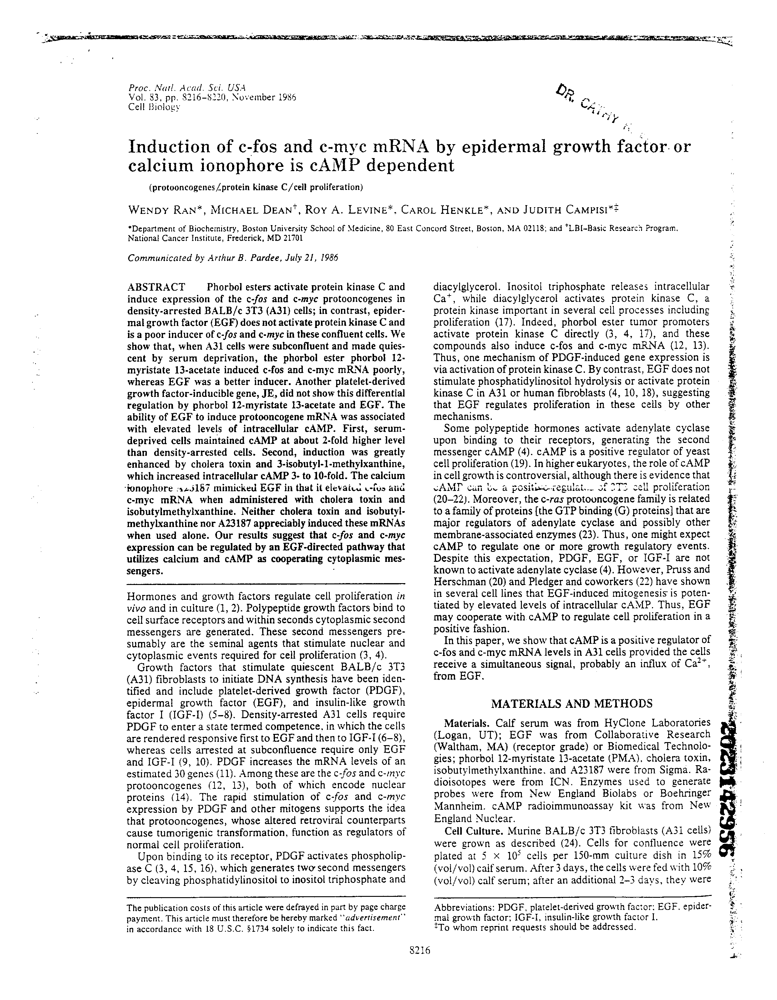 Proc. Natl. Acad. Sci. USA
Vol. 83, pp. 8216-8220, November 1986
Cell Biology
DR. CATHY
Induction of c-fos and c-myc mRNA by epidermal growth factor or
calcium ionophore is cAMP dependent
(protooncogenes/protein kinase C/cell proliferation)
WENDY RAN*, MICHAEL DEAN†, ROY A. LEVINE*, CAROL HENKLE*, AND JUDITH CAMPISI*‡
*Department of Biochemistry, Boston University School of Medicine, 80 East Concord Street, Boston, MA 02118; and †LBI-Basic Research Program,
National Cancer Institute, Frederick, MD 21701
Communicated by Arthur B. Pardee, July 21, 1986
ABSTRACT Phorbol esters activate protein kinase C and
induce expression of the c-fos and c-myc protooncogenes in
density-arrested BALB/c 3T3 (A31) cells; in contrast, epider-
mal growth factor (EGF) does not activate protein kinase C and
is a poor inducer of c-fos and c-myc in these confluent cells. We
show that, when A31 cells were subconfluent and made quies-
cent by serum deprivation, the phorbol ester phorbol 12-
myristate 13-acetate induced c-fos and c-myc mRNA poorly,
whereas EGF was a better inducer. Another platelet-derived
growth factor-inducible gene, JE, did not show this differential
regulation by phorbol 12-myristate 13-acetate and EGF. The
ability of EGF to induce protooncogene mRNA was associated
with elevated levels of intracellular cAMP. First, serum-
deprived cells maintained cAMP at about 2-fold higher level
than density-arrested cells. Second, induction was greatly
enhanced by cholera toxin and 3-isobutyl-1-methylxanthine,
which increased intracellular cAMP 3- to 10-fold. The calcium
ionophore A23187 mimicked EGF in that it elevated c-fos and
c-myc mRNA when administered with cholera toxin and
isobutylmethylxanthine. Neither cholera toxin and isobutyl-
methylxanthine nor A23187 appreciably induced these mRNAs
when used alone. Our results suggest that c-fos and c-myc
expression can be regulated by an EGF-directed pathway that
utilizes calcium and cAMP as cooperating cytoplasmic mes-
sengers.
Hormones and growth factors regulate cell proliferation in
vivo and in culture (1, 2). Polypeptide growth factors bind to
cell surface receptors and within seconds cytoplasmic second
messengers are generated. These second messengers pre-
sumably are the seminal agents that stimulate nuclear and
cytoplasmic events required for cell proliferation (3, 4).
Growth factors that stimulate quiescent BALB/c 3T3
(A31) fibroblasts to initiate DNA synthesis have been iden-
tified and include platelet-derived growth factor (PDGF),
epidermal growth factor (EGF), and insulin-like growth
factor I (IGF-I) (5-8). Density-arrested A31 cells require
PDGF to enter a state termed competence, in which the cells
are rendered responsive first to EGF and then to IGF-I (6-8),
whereas cells arrested at subconfluence require only EGF
and IGF-I (9, 10). PDGF increases the mRNA levels of an
estimated 30 genes (11). Among these are the c-fos and c-myc
protooncogenes (12, 13), both of which encode nuclear
proteins (14). The rapid stimulation of c-fos and c-myc
expression by PDGF and other mitogens supports the idea
that protooncogenes, whose altered retroviral counterparts
cause tumorigenic transformation, function as regulators of
normal cell proliferation.
Upon binding to its receptor, PDGF activates phospholip-
ase C (3, 4, 15, 16), which generates two second messengers
by cleaving phosphatidylinositol to inositol triphosphate and
The publication costs of this article were defrayed in part by page charge
payment. This article must therefore be hereby marked "advertisement"
in accordance with 18 U.S.C. §1734 solely to indicate this fact.
diacylglycerol. Inositol triphosphate releases intracellular
Ca⁺, while diacylglycerol activates protein kinase C, a
protein kinase important in several cell processes including
proliferation (17). Indeed, phorbol ester tumor promoters
activate protein kinase C directly (3, 4, 17), and these
compounds also induce c-fos and c-myc mRNA (12, 13).
Thus, one mechanism of PDGF-induced gene expression is
via activation of protein kinase C. By contrast, EGF does not
stimulate phosphatidylinositol hydrolysis or activate protein
kinase C in A31 or human fibroblasts (4, 10, 18), suggesting
that EGF regulates proliferation in these cells by other
mechanisms.
Some polypeptide hormones activate adenylate cyclase
upon binding to their receptors, generating the second
messenger cAMP (4). cAMP is a positive regulator of yeast
cell proliferation (19). In higher eukaryotes, the role of cAMP
in cell growth is controversial, although there is evidence that
cAMP can be a positive regulat.. of 3T3 cell proliferation
(20-22). Moreover, the c-ras protooncogene family is related
to a family of proteins [the GTP binding (G) proteins] that are
major regulators of adenylate cyclase and possibly other
membrane-associated enzymes (23). Thus, one might expect
cAMP to regulate one or more growth regulatory events.
Despite this expectation, PDGF, EGF, or IGF-I are not
known to activate adenylate cyclase (4). However, Pruss and
Herschman (20) and Pledger and coworkers (22) have shown
in several cell lines that EGF-induced mitogenesis is poten-
tiated by elevated levels of intracellular cAMP. Thus, EGF
may cooperate with cAMP to regulate cell proliferation in a
positive fashion.
In this paper, we show that cAMP is a positive regulator of
c-fos and c-myc mRNA levels in A31 cells provided the cells
receive a simultaneous signal, probably an influx of Ca²⁺,
from EGF.
MATERIALS AND METHODS
Materials. Calf serum was from HyClone Laboratories
(Logan, UT); EGF was from Collaborative Research
(Waltham, MA) (receptor grade) or Biomedical Technolo-
gies; phorbol 12-myristate 13-acetate (PMA), cholera toxin,
isobutylmethylxanthine, and A23187 were from Sigma. Ra-
dioisotopes were from ICN. Enzymes used to generate
probes were from New England Biolabs or Boehringer
Mannheim. cAMP radioimmunoassay kit was from New
England Nuclear.
Cell Culture. Murine BALB/c 3T3 fibroblasts (A31 cells)
were grown as described (24). Cells for confluence were
plated at 5 × 10⁵ cells per 150-mm culture dish in 15%
(vol/vol) calf serum. After 3 days, the cells were fed with 10%
(vol/vol) calf serum; after an additional 2-3 days, they were
Abbreviations: PDGF, platelet-derived growth factor; EGF, epider-
mal growth factor; IGF-I, insulin-like growth factor I.
‡To whom reprint requests should be addressed.
8216
2023142956